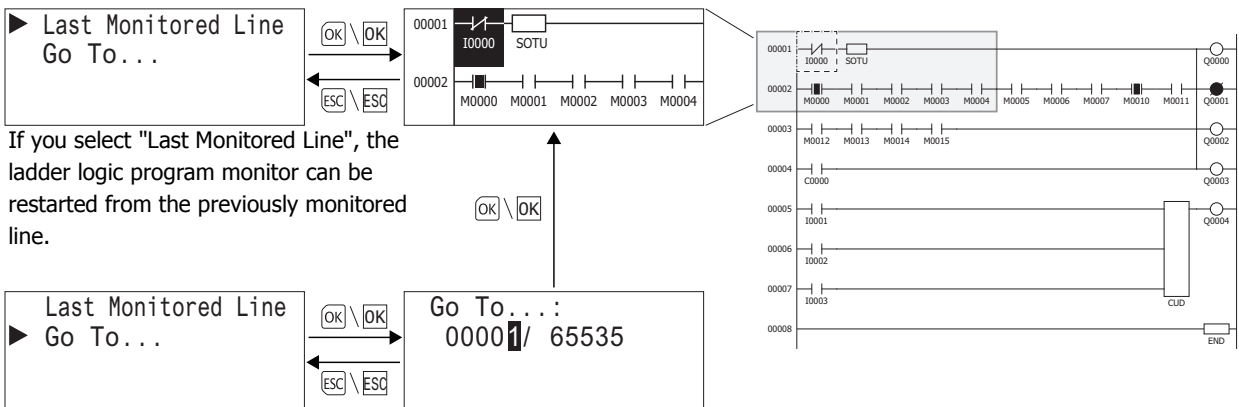 ▶ Last Monitored Line
Go To...
OK \ OK
ESC \ ESC
00001
I0000 SOTU
00002
M0000 M0001 M0002 M0003 M0004
If you select "Last Monitored Line", the
ladder logic program monitor can be
restarted from the previously monitored
line.
OK \ OK
Last Monitored Line
▶ Go To...
OK \ OK
ESC \ ESC
Go To...:
00001/ 65535
00001
I0000 SOTU Q0000
00002
M0000 M0001 M0002 M0003 M0004 M0005 M0006 M0007 M0010 M0011 Q0001
00003
M0012 M0013 M0014 M0015 Q0002
00004
C0000 Q0003
00005
I0001 Q0004
00006
I0002
00007
I0003 CUD
00008
END